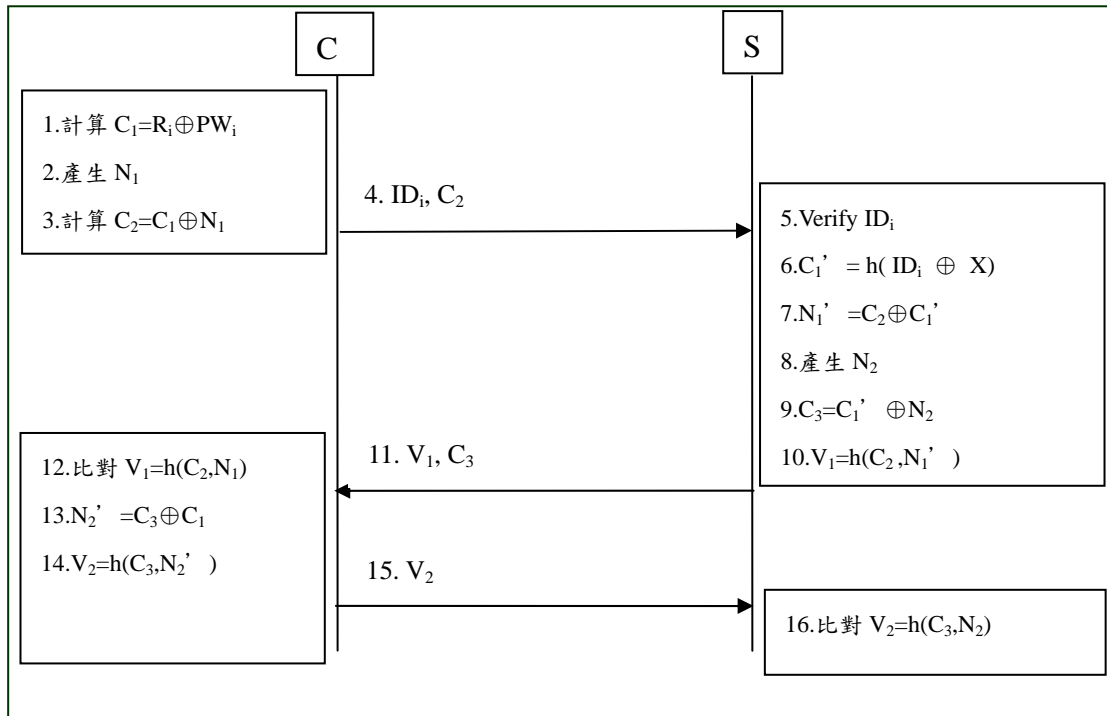 C
S
1.計算 C₁=Rᵢ⊕PWᵢ
2.產生 N₁
3.計算 C₂=C₁⊕N₁
4. IDᵢ, C₂
5.Verify IDᵢ
6.C₁’ = h( IDᵢ ⊕ X)
7.N₁’ =C₂⊕C₁’
8.產生 N₂
9.C₃=C₁’ ⊕N₂
10.V₁=h(C₂,N₁’ )
11. V₁, C₃
12.比對 V₁=h(C₂,N₁)
13.N₂’ =C₃⊕C₁
14.V₂=h(C₃,N₂’ )
15. V₂
16.比對 V₂=h(C₃,N₂)